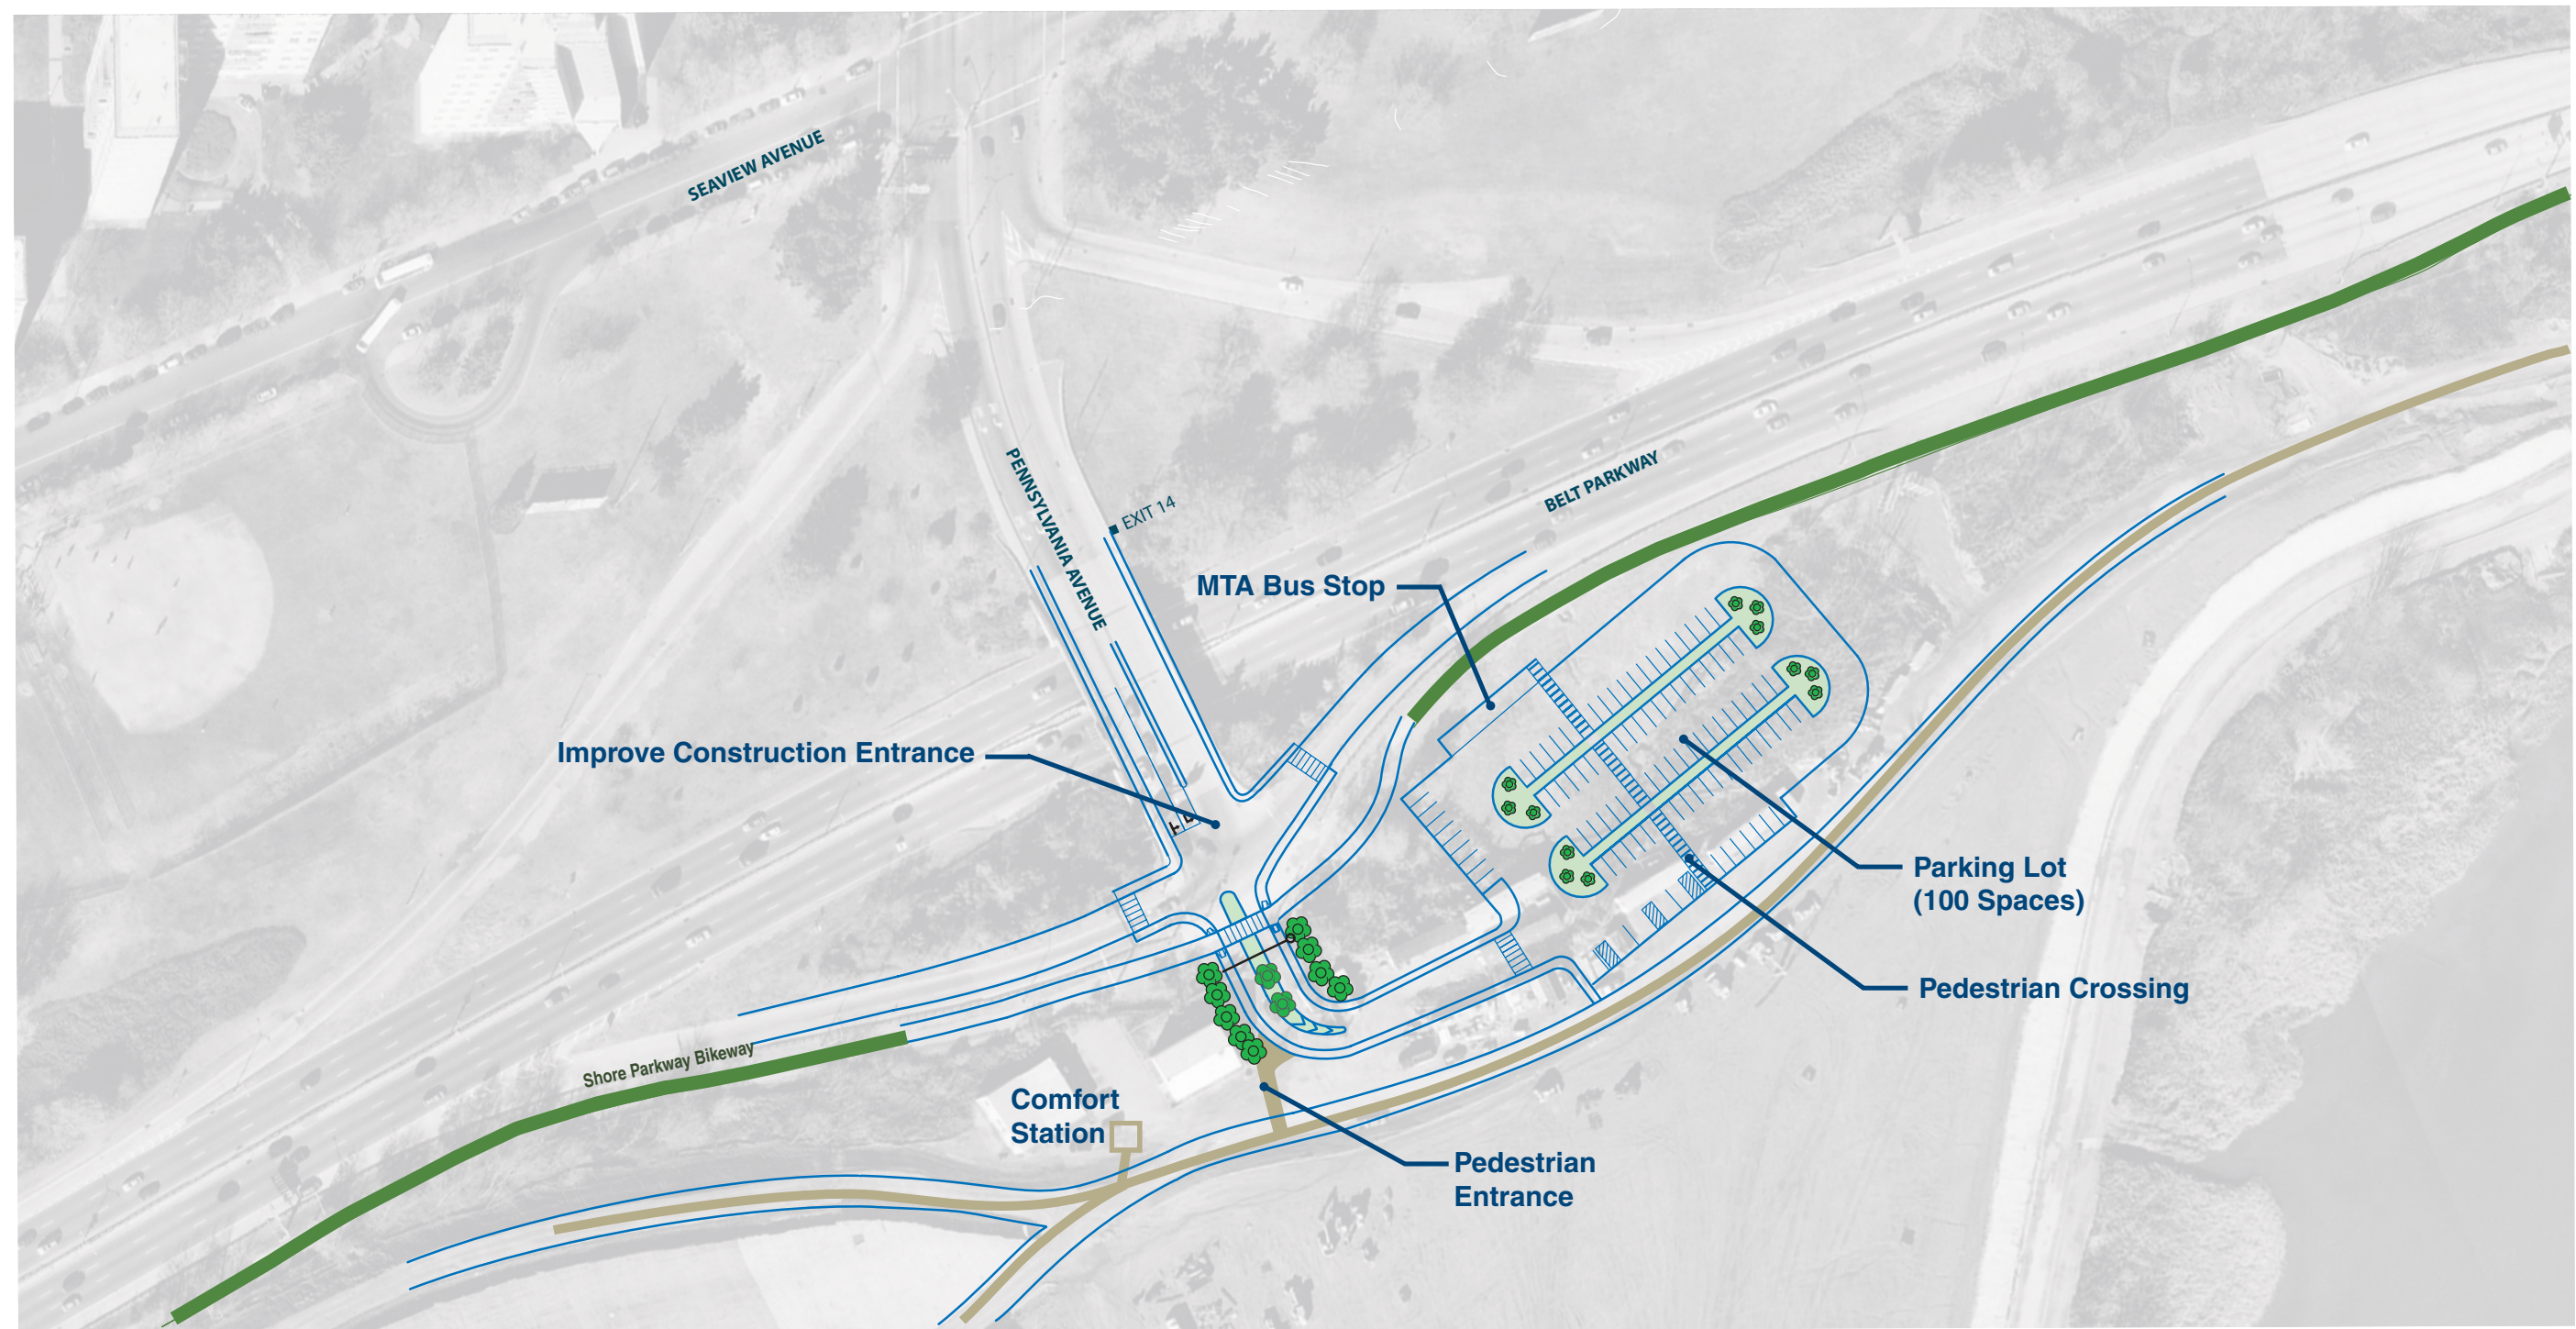 SEAVIEW AVENUE
PENNSYLVANIA AVENUE
EXIT 14
BELT PARKWAY
MTA Bus Stop
Improve Construction Entrance
Parking Lot
(100 Spaces)
Pedestrian Crossing
Shore Parkway Bikeway
Comfort
Station
Pedestrian
Entrance